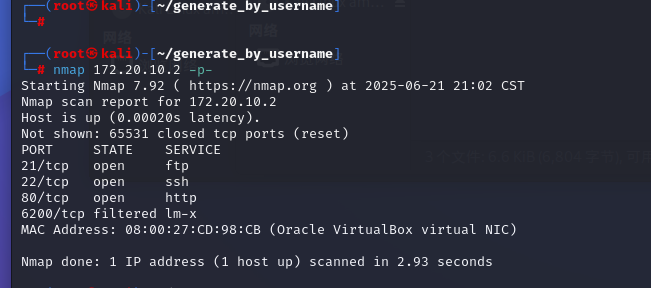 ┌──(root㉿kali)-[~/generate_by_username]
└─#
┌──(root㉿kali)-[~/generate_by_username]
└─# nmap 172.20.10.2 -p-
Starting Nmap 7.92 ( https://nmap.org ) at 2025-06-21 21:02 CST
Nmap scan report for 172.20.10.2
Host is up (0.00020s latency).
Not shown: 65531 closed tcp ports (reset)
PORT     STATE    SERVICE
21/tcp   open     ftp
22/tcp   open     ssh
80/tcp   open     http
6200/tcp filtered lm-x
MAC Address: 08:00:27:CD:98:CB (Oracle VirtualBox virtual NIC)
Nmap done: 1 IP address (1 host up) scanned in 2.93 seconds